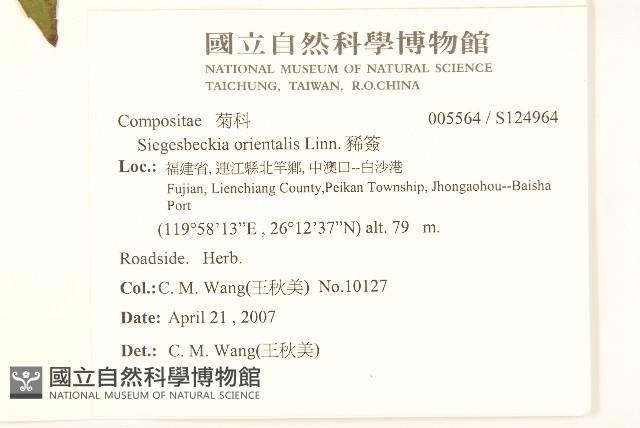 國立自然科學博物館
NATIONAL MUSEUM OF NATURAL SCIENCE
TAICHUNG, TAIWAN, R.O.CHINA
Compositae 菊科 005564 / S124964
Siegesbeckia orientalis Linn. 豨簽
Loc.: 福建省, 連江縣北竿鄉, 中澳口--白沙港
Fujian, Lienchiang County,Peikan Township, Jhongaohou--Baisha
Port
(119°58’13”E , 26°12’37”N) alt. 79 m.
Roadside. Herb.
Col.: C. M. Wang(王秋美) No.10127
Date: April 21 , 2007
Det.: C. M. Wang(王秋美)
國立自然科學博物館
NATIONAL MUSEUM OF NATURAL SCIENCE